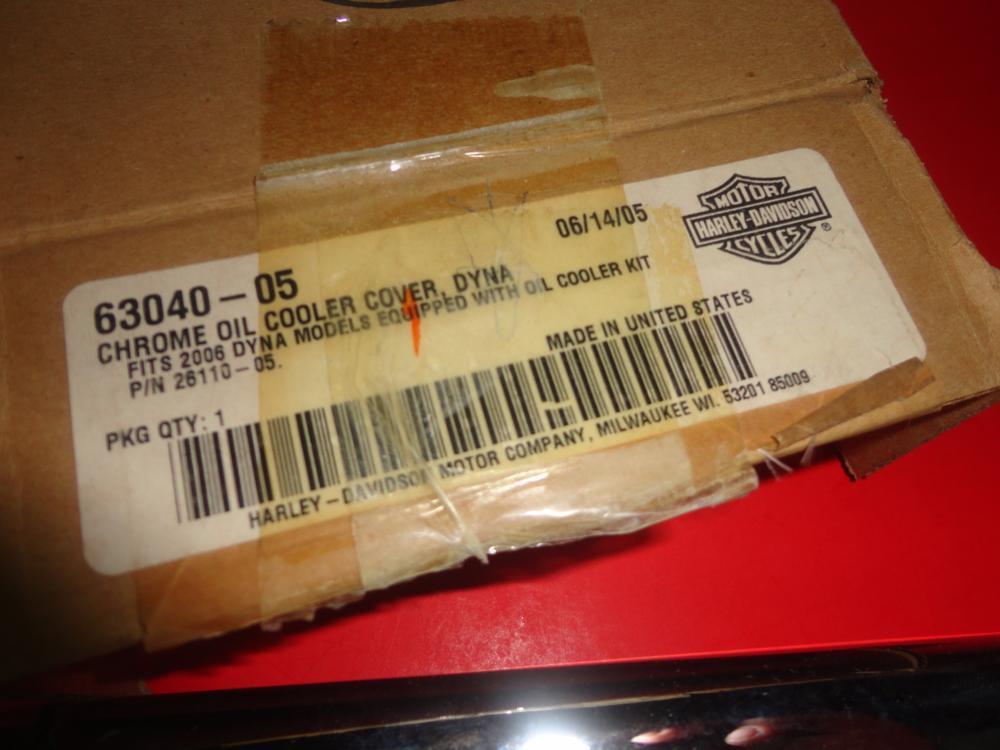 06/14/05
MOTOR
HARLEY-DAVIDSON
CYCLES
®
63040-05
CHROME OIL COOLER COVER, DYNA
FITS 2006 DYNA MODELS EQUIPPED WITH OIL COOLER KIT
P/N 26110-05.
MADE IN UNITED STATES
PKG QTY: 1
HARLEY-DAVIDSON MOTOR COMPANY, MILWAUKEE WI. 53201 85009